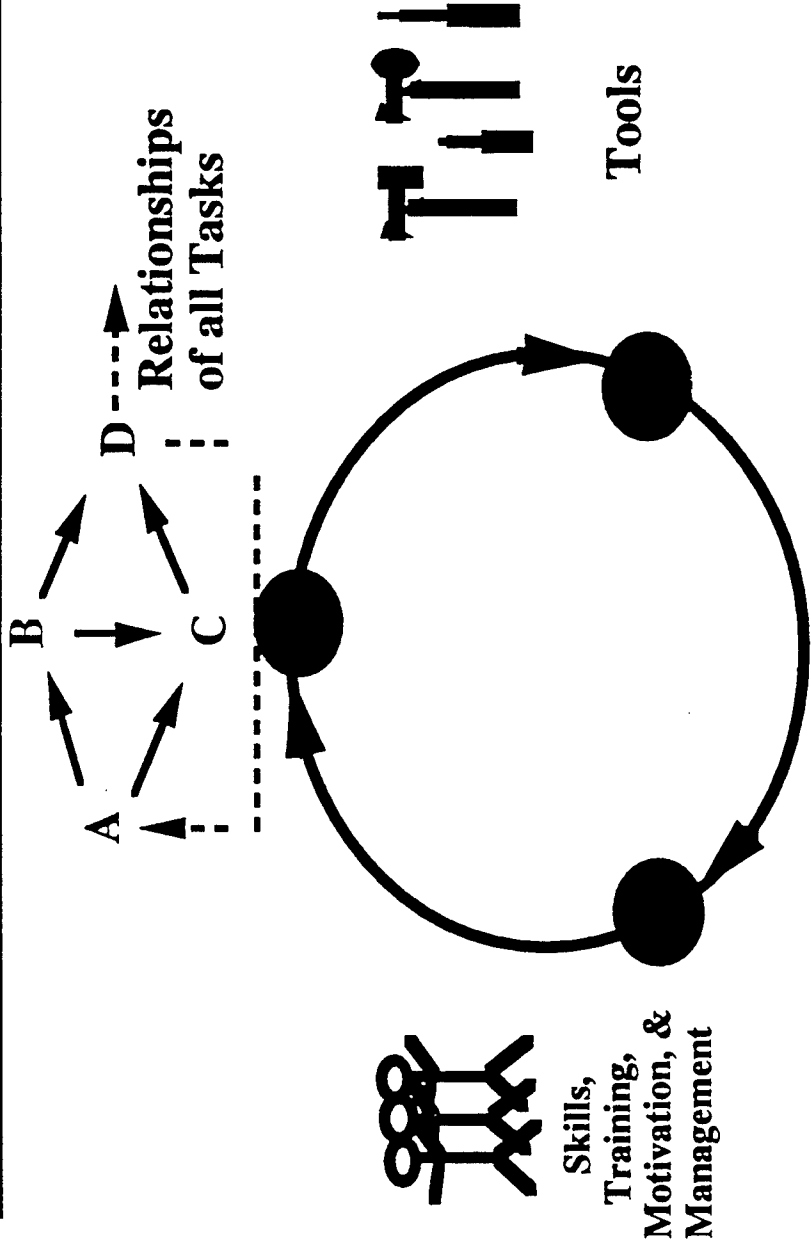 B
A
D
C
Relationships
of all Tasks
Skills,
Training,
Motivation, &
Management
Tools